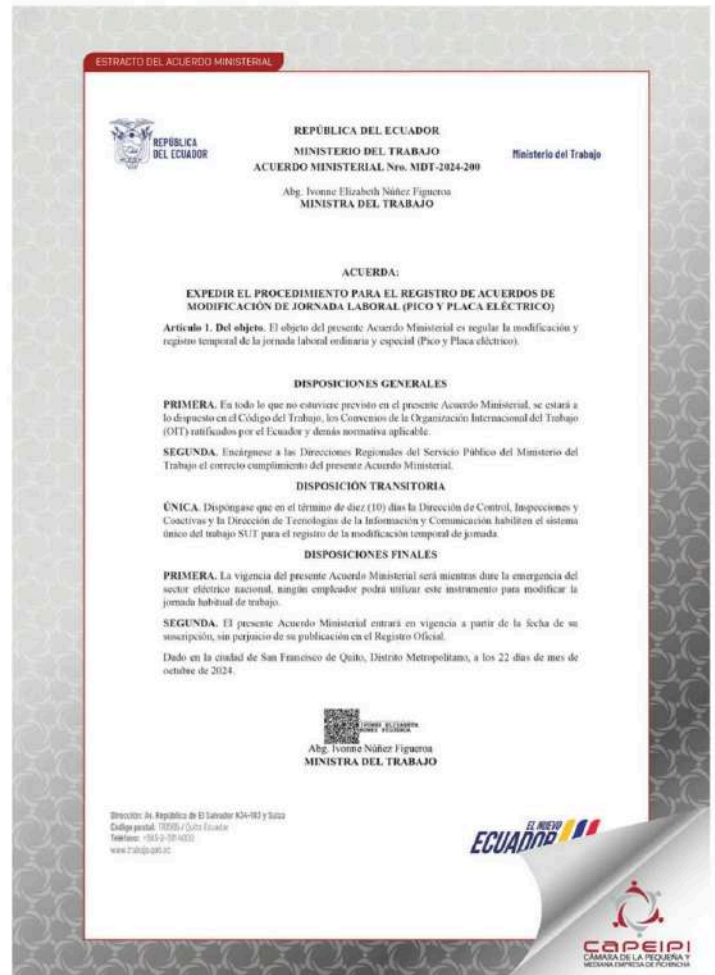 ESTRACTO DEL ACUERDO MINISTERIAL
REPÚBLICA
DEL ECUADOR
REPÚBLICA DEL ECUADOR
MINISTERIO DEL TRABAJO
ACUERDO MINISTERIAL Nro. MDT-2024-200
Ministerio del Trabajo
Abg. Ivonne Elizabeth Núñez Figueroa
MINISTRA DEL TRABAJO
ACUERDA:
EXPEDIR EL PROCEDIMIENTO PARA EL REGISTRO DE ACUERDOS DE
MODIFICACIÓN DE JORNADA LABORAL (PICO Y PLACA ELÉCTRICO)
Artículo 1. Del objeto. El objeto del presente Acuerdo Ministerial es regular la modificación y
registro temporal de la jornada laboral ordinaria y especial (Pico y Placa eléctrico).
DISPOSICIONES GENERALES
PRIMERA. En todo lo que no estuviere previsto en el presente Acuerdo Ministerial, se estará a
lo dispuesto en el Código del Trabajo, los Convenios de la Organización Internacional del Trabajo
(OIT) ratificados por el Ecuador y demás normativa aplicable.
SEGUNDA. Encárguese a las Direcciones Regionales del Servicio Público del Ministerio del
Trabajo el correcto cumplimiento del presente Acuerdo Ministerial.
DISPOSICIÓN TRANSITORIA
ÚNICA. Dispóngase que en el término de diez (10) días la Dirección de Control, Inspecciones y
Coactivas y la Dirección de Tecnologías de la Información y Comunicación habiliten el sistema
único del trabajo SUT para el registro de la modificación temporal de jornada.
DISPOSICIONES FINALES
PRIMERA. La vigencia del presente Acuerdo Ministerial será mientras dure la emergencia del
sector eléctrico nacional, ningún empleador podrá utilizar este instrumento para modificar la
jornada habitual de trabajo.
SEGUNDA. El presente Acuerdo Ministerial entrará en vigencia a partir de la fecha de su
suscripción, sin perjuicio de su publicación en el Registro Oficial.
Dado en la ciudad de San Francisco de Quito, Distrito Metropolitano, a los 22 días de mes de
octubre de 2024.
IVONNE ELIZABETH
NUNEZ FIGUEROA
Abg. Ivonne Núñez Figueroa
MINISTRA DEL TRABAJO
Dirección: Av. República de El Salvador N34-183 y Suiza
Código postal: 170505 / Quito Ecuador
Teléfono: +593-2-3814000
www.trabajo.gob.ec
EL NUEVO
ECUADOR
CAPEIPI
CÁMARA DE LA PEQUEÑA Y
MEDIANA EMPRESA DE PICHINCHA